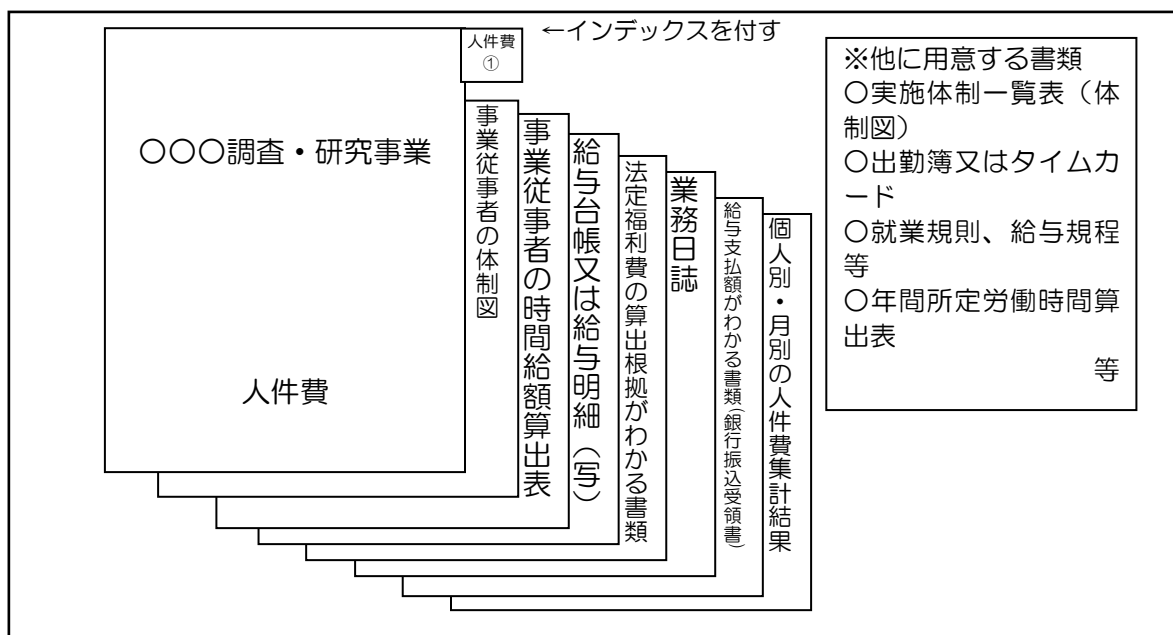 人件費
①
←インデックスを付す
〇〇〇調査・研究事業
人件費
事業従事者の体制図
事業従事者の時間給額算出表
給与台帳又は給与明細（写）
法定福利費の算出根拠がわかる書類
業務日誌
給与支払額がわかる書類（銀行振込受領書）
個人別・月別の人件費集計結果
※他に用意する書類
〇実施体制一覧表（体
制図）
〇出勤簿又はタイムカ
ード
〇就業規則、給与規程
等
〇年間所定労働時間算
出表
等